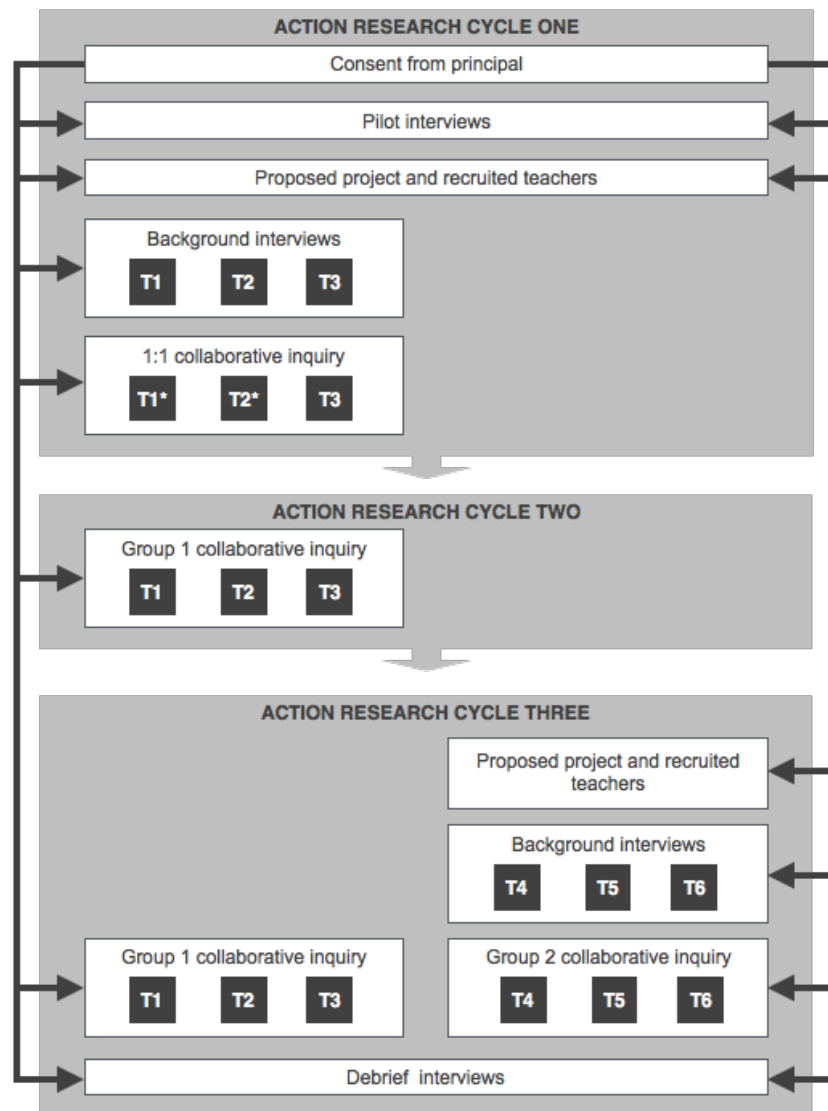 ACTION RESEARCH CYCLE ONE
Consent from principal
Pilot interviews
Proposed project and recruited teachers
Background interviews
T1 T2 T3
1:1 collaborative inquiry
T1* T2* T3
ACTION RESEARCH CYCLE TWO
Group 1 collaborative inquiry
T1 T2 T3
ACTION RESEARCH CYCLE THREE
Proposed project and recruited
teachers
Background interviews
T4 T5 T6
Group 1 collaborative inquiry
T1 T2 T3
Group 2 collaborative inquiry
T4 T5 T6
Debrief interviews